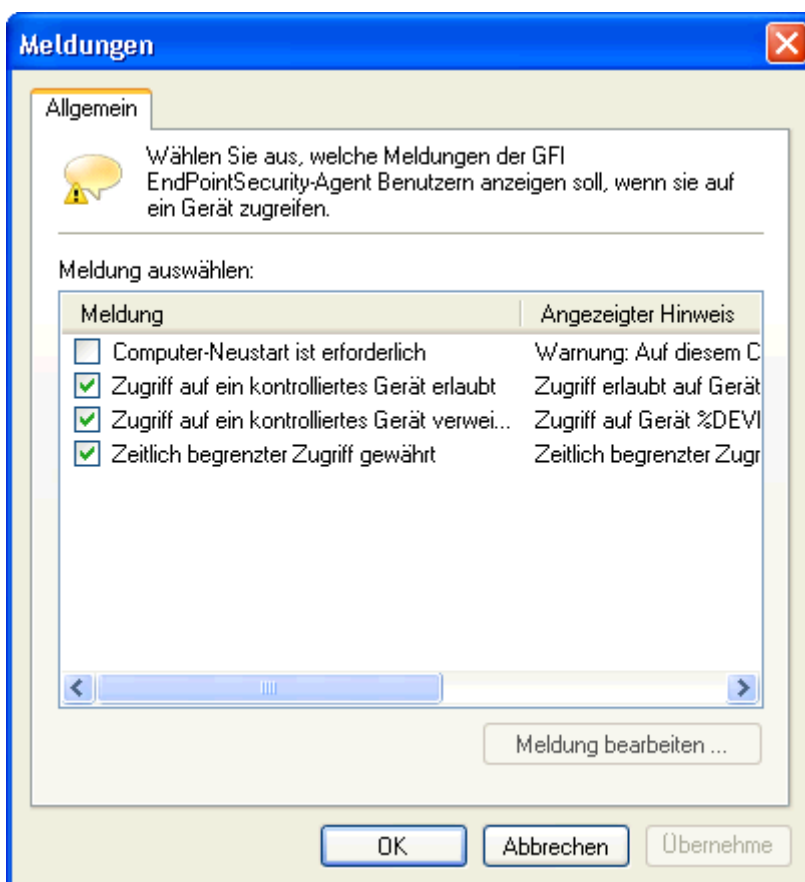 Meldungen
Allgemein
Wählen Sie aus, welche Meldungen der GFI
EndPointSecurity-Agent Benutzern anzeigen soll, wenn sie auf
ein Gerät zugreifen.
Meldung auswählen:
Meldung Angezeigter Hinweis
Computer-Neustart ist erforderlich Warnung: Auf diesem C
Zugriff auf ein kontrolliertes Gerät erlaubt Zugriff erlaubt auf Gerät
Zugriff auf ein kontrolliertes Gerät verwei... Zugriff auf Gerät %DEVI
Zeitlich begrenzter Zugriff gewährt Zeitlich begrenzter Zugr
Meldung bearbeiten ...
OK Abbrechen Übernehme